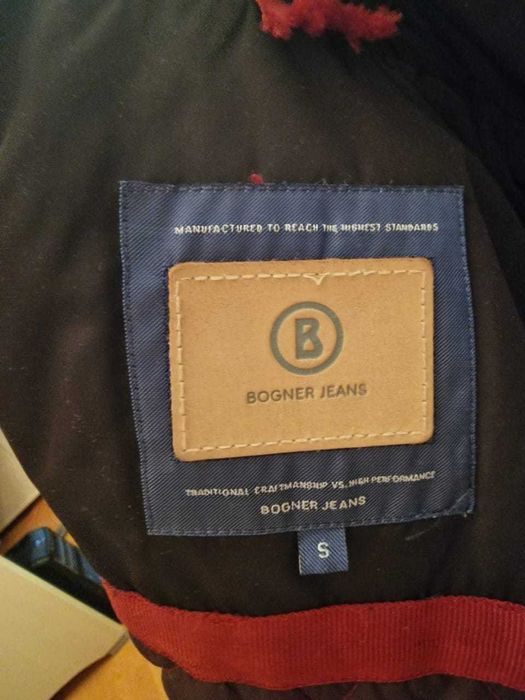 MANUFACTURED TO REACH THE HIGHEST STANDARDS
B
BOGNER JEANS
TRADITIONAL CRAFTMANSHIP VS. HIGH PERFORMANCE
BOGNER JEANS
S